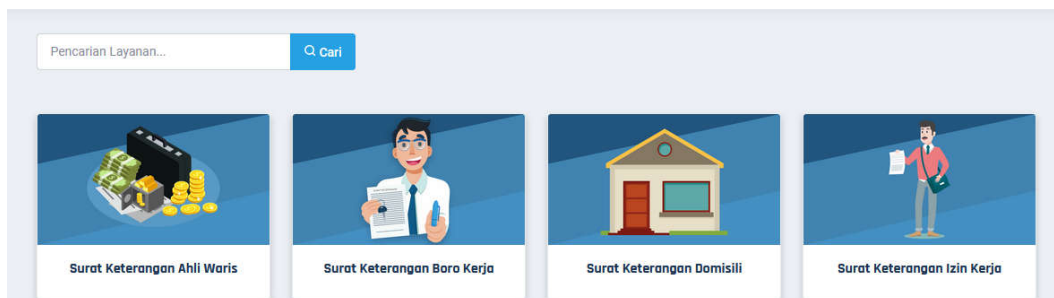 Pencarian Layanan...
Cari
Surat Keterangan Ahli Waris
Surat Keterangan Boro Kerja
Surat Keterangan Domisili
Surat Keterangan Izin Kerja